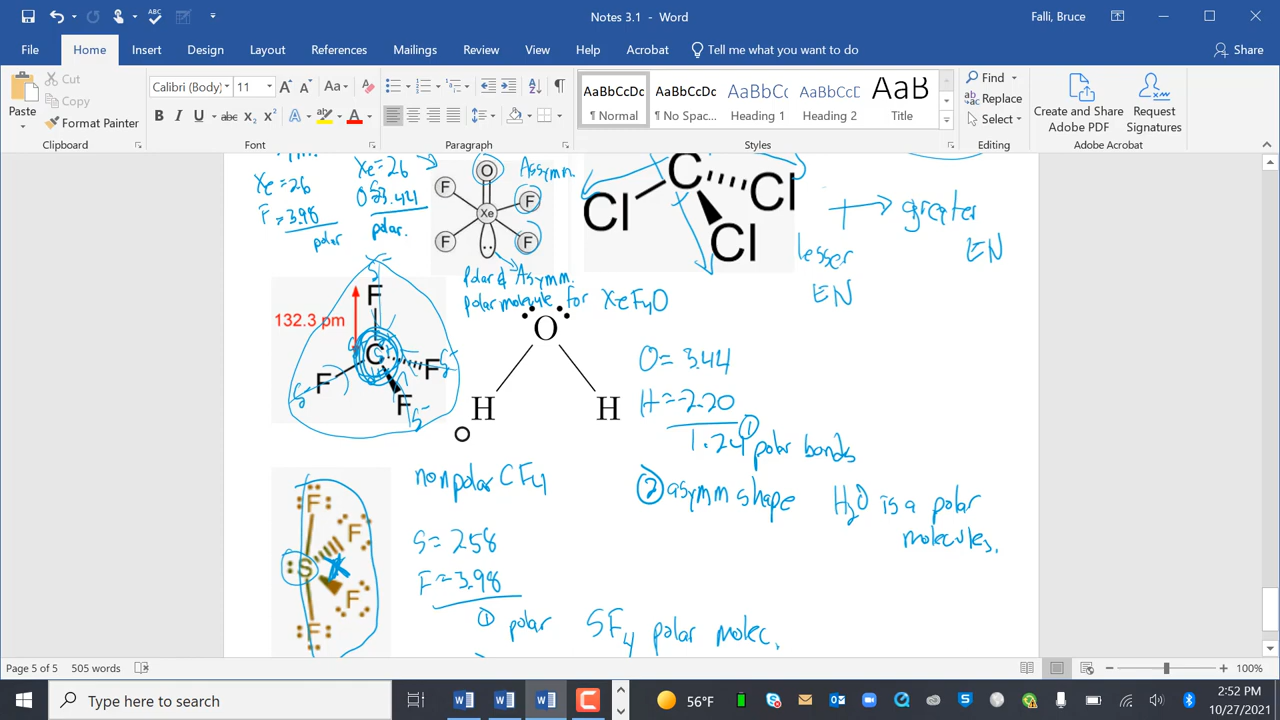 Notes 3.1 - Word
Falli, Bruce
File Home Insert Design Layout References Mailings Review View Help Acrobat Tell me what you want to do Share
Cut
Copy
Format Painter
Paste
Clipboard
Calibri (Body) 11
Font
Paragraph
AaBbCcDc AaBbCcDc AaBbCc AaBbCcD AaB
¶ Normal ¶ No Spac... Heading 1 Heading 2 Title
Styles
Find
Replace
Select
Editing
Create and Share Adobe PDF
Request Signatures
Adobe Acrobat
Xe=26
F=3.98
polar
Xe=26
3.44
polar.
O
F F
Xe
F F
Assymm.
Polar & Asymm.
polar molecule for XeF4O
C
Cl Cl
Cl
greater
EN
lesser
EN
132.3 pm
F
C
F F
F
δ- δ- δ- δ-
O
H H
O = 3.44
H = -2.20
1.24 ① polar bonds
② asymm shape
H2O is a polar
molecules.
nonpolar CF4
:F:
F
:S
F
:F:
S = 2.58
F = -3.98
① polar
SF4 polar molec.
Page 5 of 5 505 words
100%
Type here to search
56°F
2:52 PM
10/27/2021